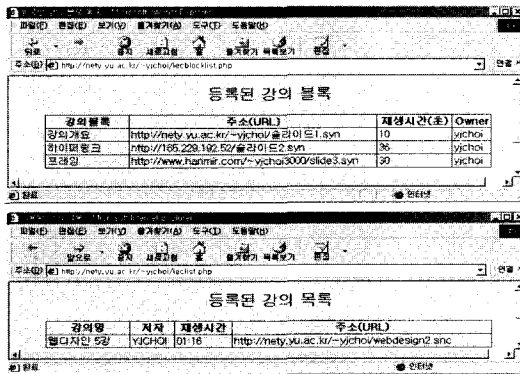 파일(F) 편집(E) 보기(V) 즐겨찾기(A) 도구(T) 도움말(H)
뒤로 중지 새로고침 홈 즐겨찾기 목록보기 편집
주소(D) http://nety.yu.ac.kr/~yjchoi/lecblocklist.php 연결
등록된 강의 블록
강의블록 주소(URL) 재생시간(초) Owner
강의개요 http://nety.yu.ac.kr/~yjchoi/슬라이드1.syn 10 yjchoi
하이퍼링크 http://165.229.192.52/슬라이드2.syn 36 yjchoi
프레임 http://www.hanmir.com/~yjchoi3000/slide3.syn 30 yjchoi
완료 인터넷
파일(F) 편집(E) 보기(V) 즐겨찾기(A) 도구(T) 도움말(H)
앞으로 중지 새로고침 홈 즐겨찾기 목록보기 편집
주소(D) http://nety.yu.ac.kr/~yjchoi/leclist.php 연결
등록된 강의 목록
강의명 저자 재생시간 주소(URL)
웹디자인 5강 YJCHOI 01:16 http://nety.yu.ac.kr/~yjchoi/webdesign2.snc
완료 인터넷